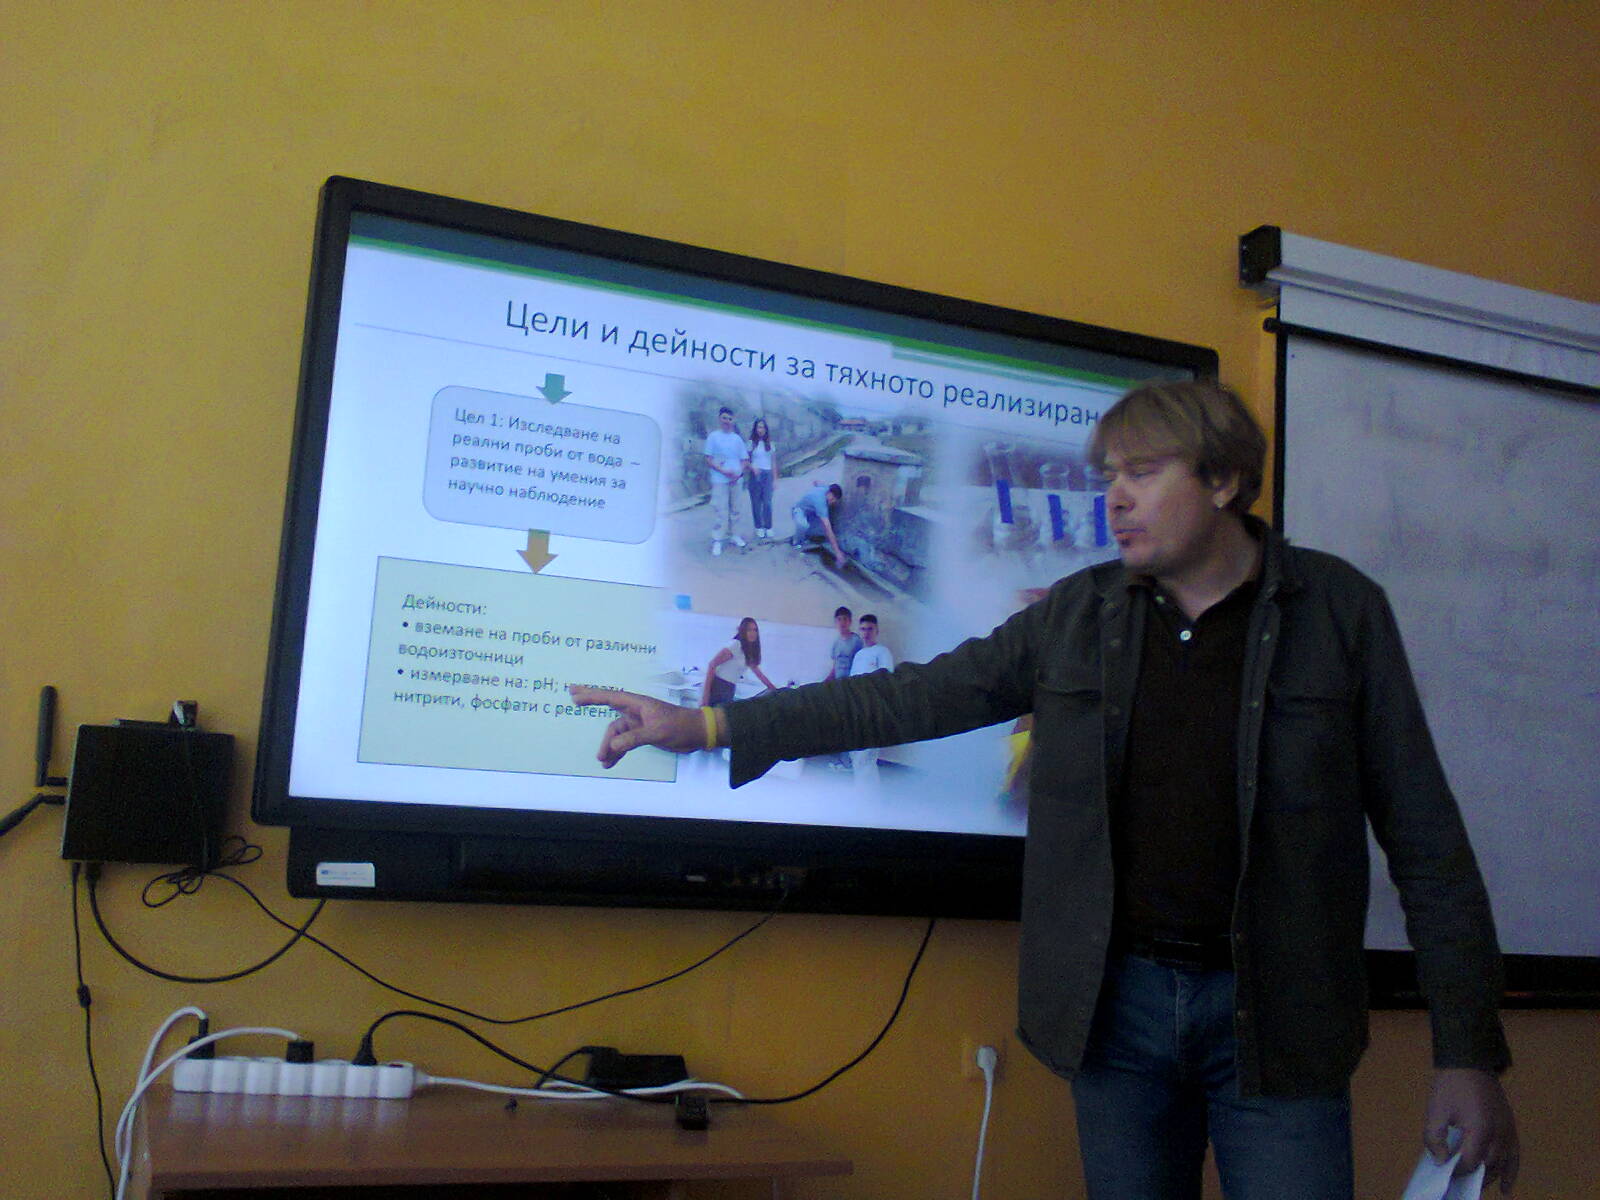 Цели и дейности за тяхното реализиран
Цел 1: Изследване на
реални проби от вода –
развитие на умения за
научно наблюдение
Дейности:
• вземане на проби от различни
водоизточници
• измерване на: pH; нитрати,
нитрити, фосфати с реагенти